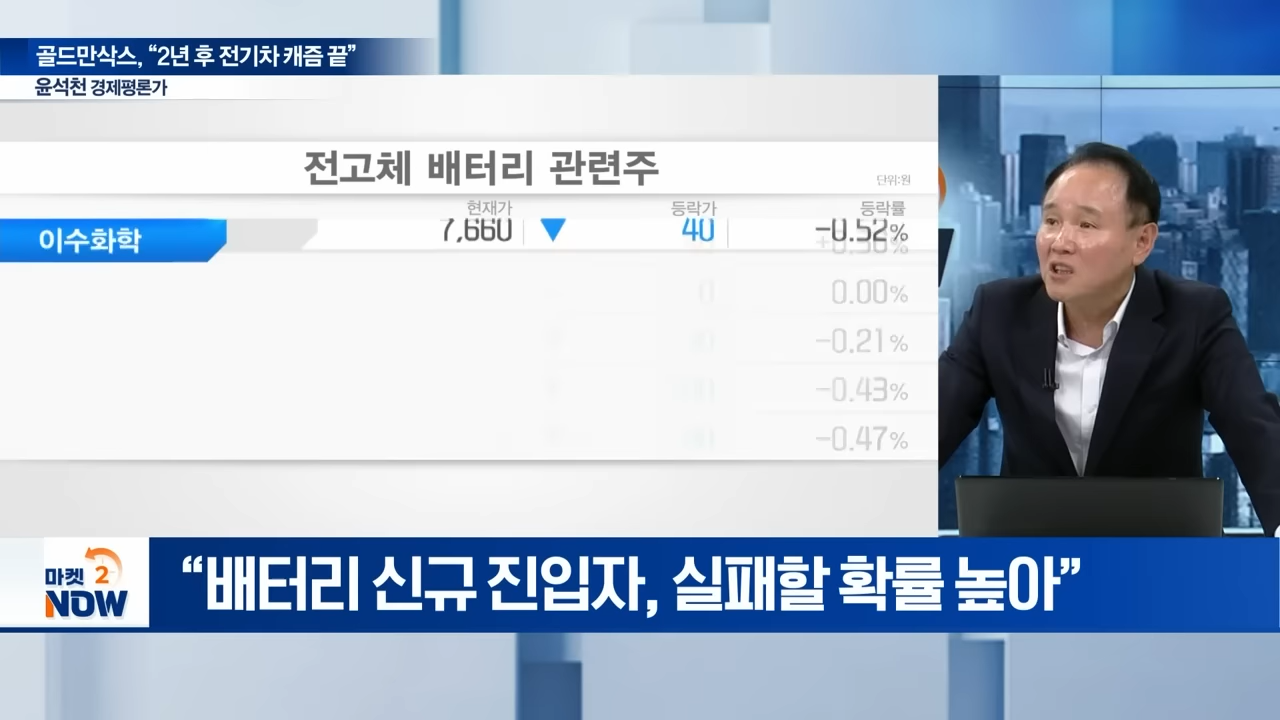 골드만삭스, “2년 후 전기차 캐즘 끝”
윤석천 경제평론가
전고체 배터리 관련주
단위:원
현재가 등락가 등락률
이수화학 7,660 ▼ 40 -0.52%
0 0.00%
-0.21%
-0.43%
-0.47%
마켓 2 NOW
“배터리 신규 진입자, 실패할 확률 높아”